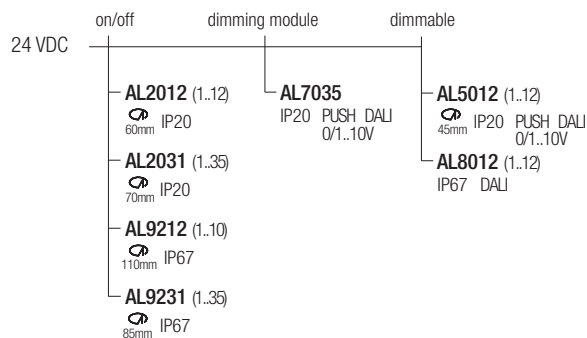 on/off
dimming module
dimmable
24 VDC
AL2012 (1..12)
60mm IP20
AL2031 (1..35)
70mm IP20
AL9212 (1..10)
110mm IP67
AL9231 (1..35)
85mm IP67
AL7035
IP20 PUSH DALI
0/1..10V
AL5012 (1..12)
45mm IP20 PUSH DALI
0/1..10V
AL8012 (1..12)
IP67 DALI